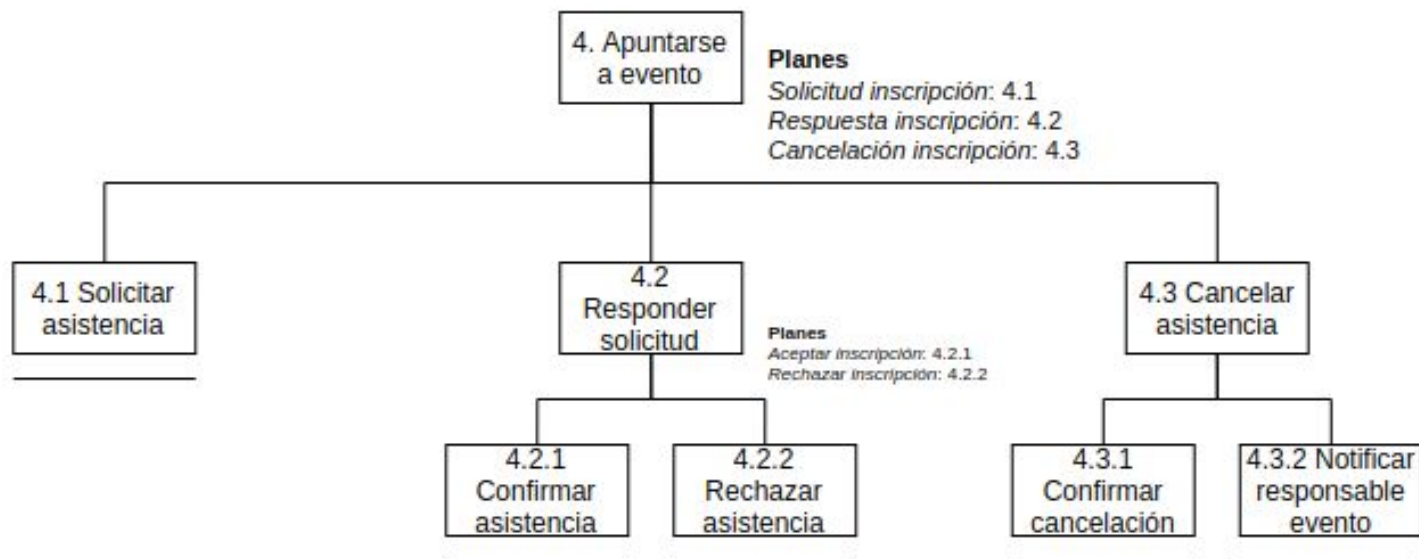 4. Apuntarse
a evento
Planes
Solicitud inscripción: 4.1
Respuesta inscripción: 4.2
Cancelación inscripción: 4.3
4.1 Solicitar
asistencia
4.2
Responder
solicitud
Planes
Aceptar inscripción: 4.2.1
Rechazar inscripción: 4.2.2
4.3 Cancelar
asistencia
4.2.1
Confirmar
asistencia
4.2.2
Rechazar
asistencia
4.3.1
Confirmar
cancelación
4.3.2 Notificar
responsable
evento